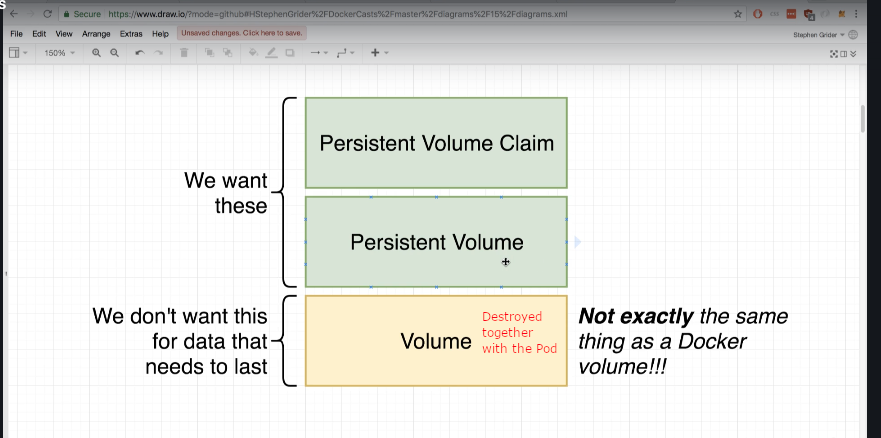 s
Secure https://www.draw.io/?mode=github#HStephenGrider%2FDockerCasts%2Fmaster%2Fdiagrams%2F15%2Fdiagrams.xml
File Edit View Arrange Extras Help Unsaved changes. Click here to save. Stephen Grider
150%
Persistent Volume Claim
We want
these
Persistent Volume
We don't want this
for data that
needs to last
Volume
Destroyed
together
with the Pod
Not exactly the same
thing as a Docker
volume!!!